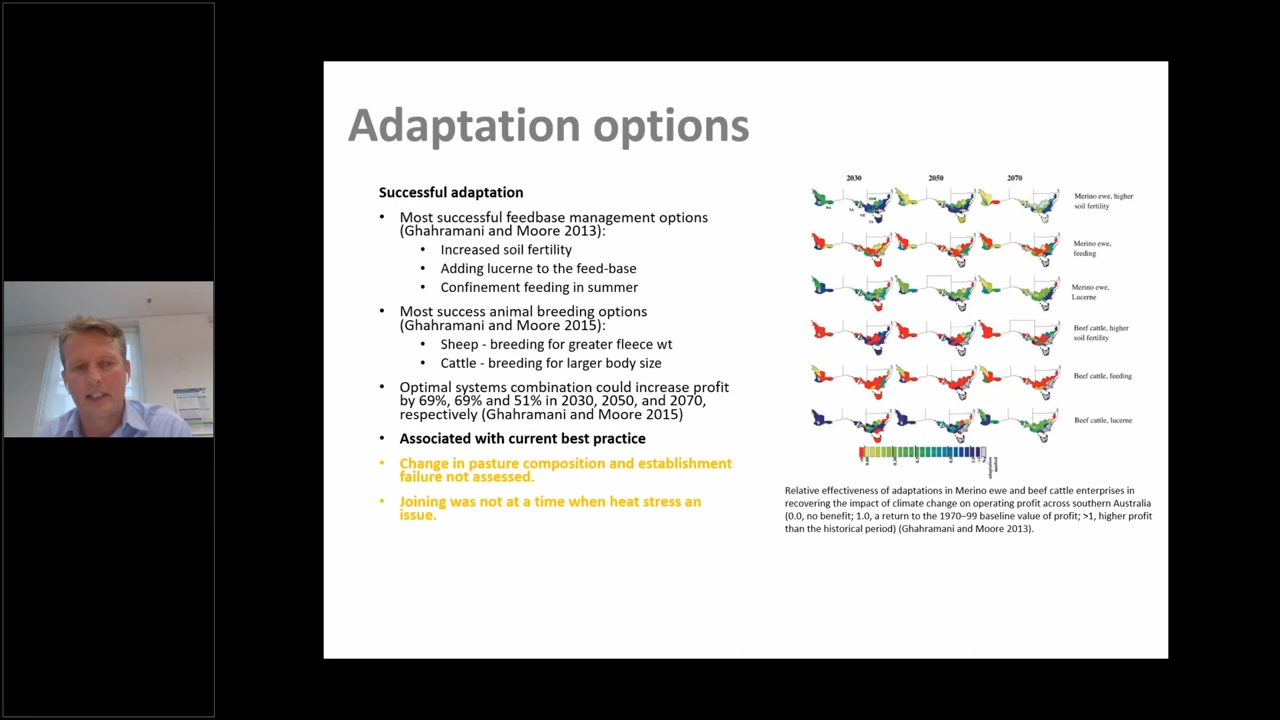 Adaptation options
Successful adaptation
• Most successful feedbase management options
(Ghahramani and Moore 2013):
• Increased soil fertility
• Adding lucerne to the feed-base
• Confinement feeding in summer
• Most success animal breeding options
(Ghahramani and Moore 2015):
• Sheep - breeding for greater fleece wt
• Cattle - breeding for larger body size
• Optimal systems combination could increase profit
by 69%, 69% and 51% in 2030, 2050, and 2070,
respectively (Ghahramani and Moore 2015)
• Associated with current best practice
• Change in pasture composition and establishment
failure not assessed.
• Joining was not at a time when heat stress an
issue.
2030 2050 2070
Merino ewe, higher
soil fertility
Merino ewe,
feeding
Merino ewe,
Lucerne
Beef cattle, higher
soil fertility
Beef cattle, feeding
Beef cattle, lucerne
Relative effectiveness of adaptations in Merino ewe and beef cattle enterprises in
recovering the impact of climate change on operating profit across southern Australia
(0.0, no benefit; 1.0, a return to the 1970–99 baseline value of profit; >1, higher profit
than the historical period) (Ghahramani and Moore 2013).